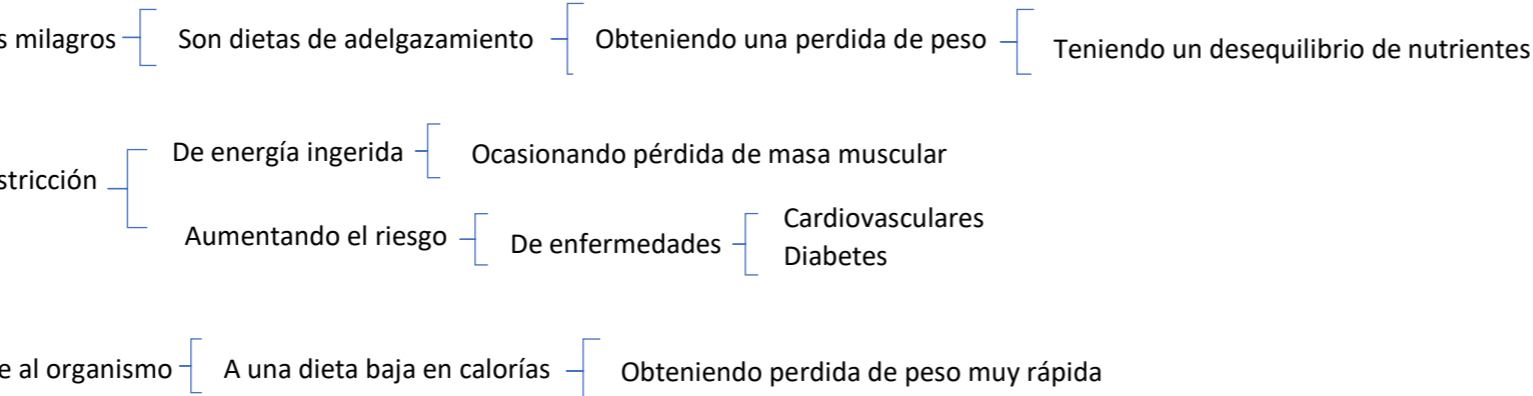 milagros
Son dietas de adelgazamiento
Obteniendo una perdida de peso
Teniendo un desequilibrio de nutrientes
De energía ingerida
Ocasionando pérdida de masa muscular
Aumentando el riesgo
De enfermedades
Cardiovasculares
Diabetes
al organismo
A una dieta baja en calorías
Obteniendo perdida de peso muy rápida